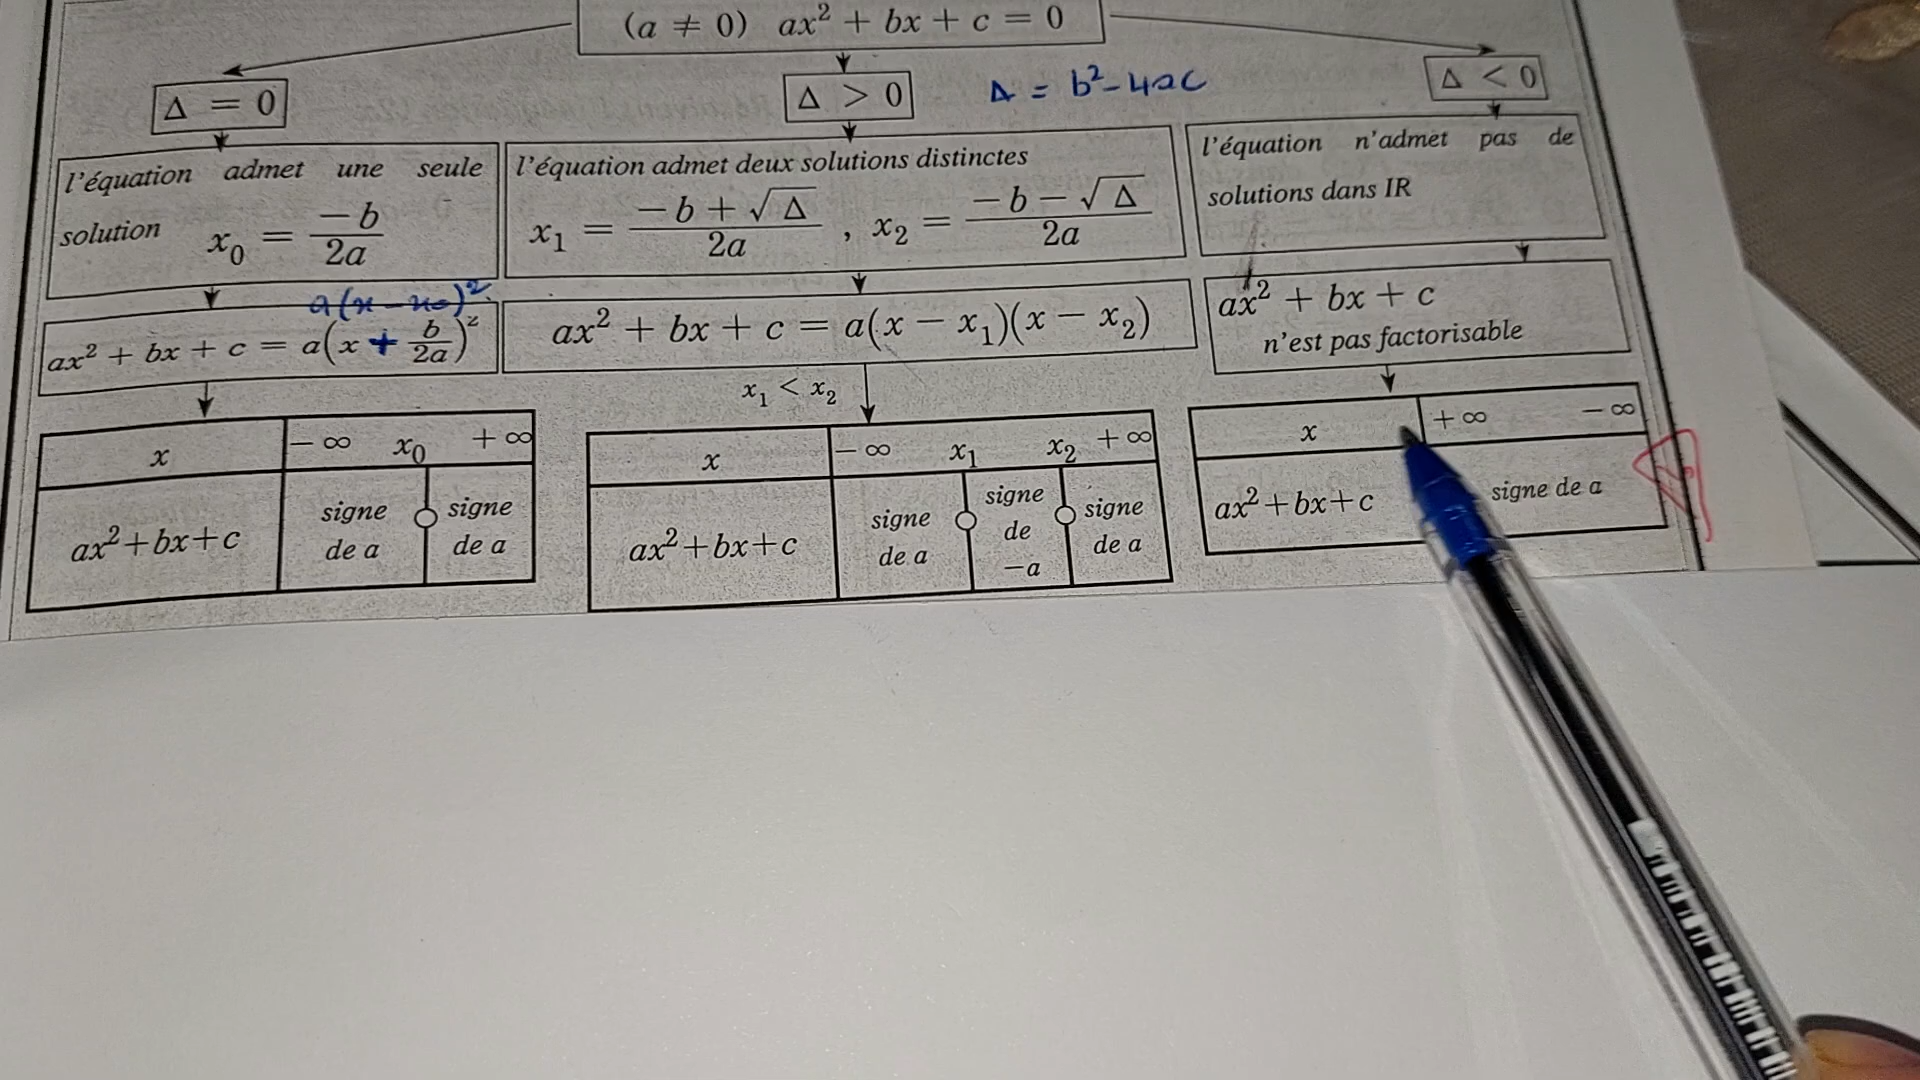 (a ≠ 0) ax² + bx + c = 0
Δ = 0
Δ > 0
Δ = b² - 4ac
Δ < 0
l'équation admet une seule
solution x₀ = -b / 2a
a(x - x₀)²
ax² + bx + c = a(x + b/2a)²
x -∞ x₀ +∞
ax² + bx + c signe de a signe de a
l'équation admet deux solutions distinctes
x₁ = (-b + √Δ) / 2a , x₂ = (-b - √Δ) / 2a
ax² + bx + c = a(x - x₁)(x - x₂)
x₁ < x₂
x -∞ x₁ x₂ +∞
ax² + bx + c signe de a signe de -a signe de a
l'équation n'admet pas de
solutions dans IR
ax² + bx + c
n'est pas factorisable
x +∞ -∞
ax² + bx + c signe de a